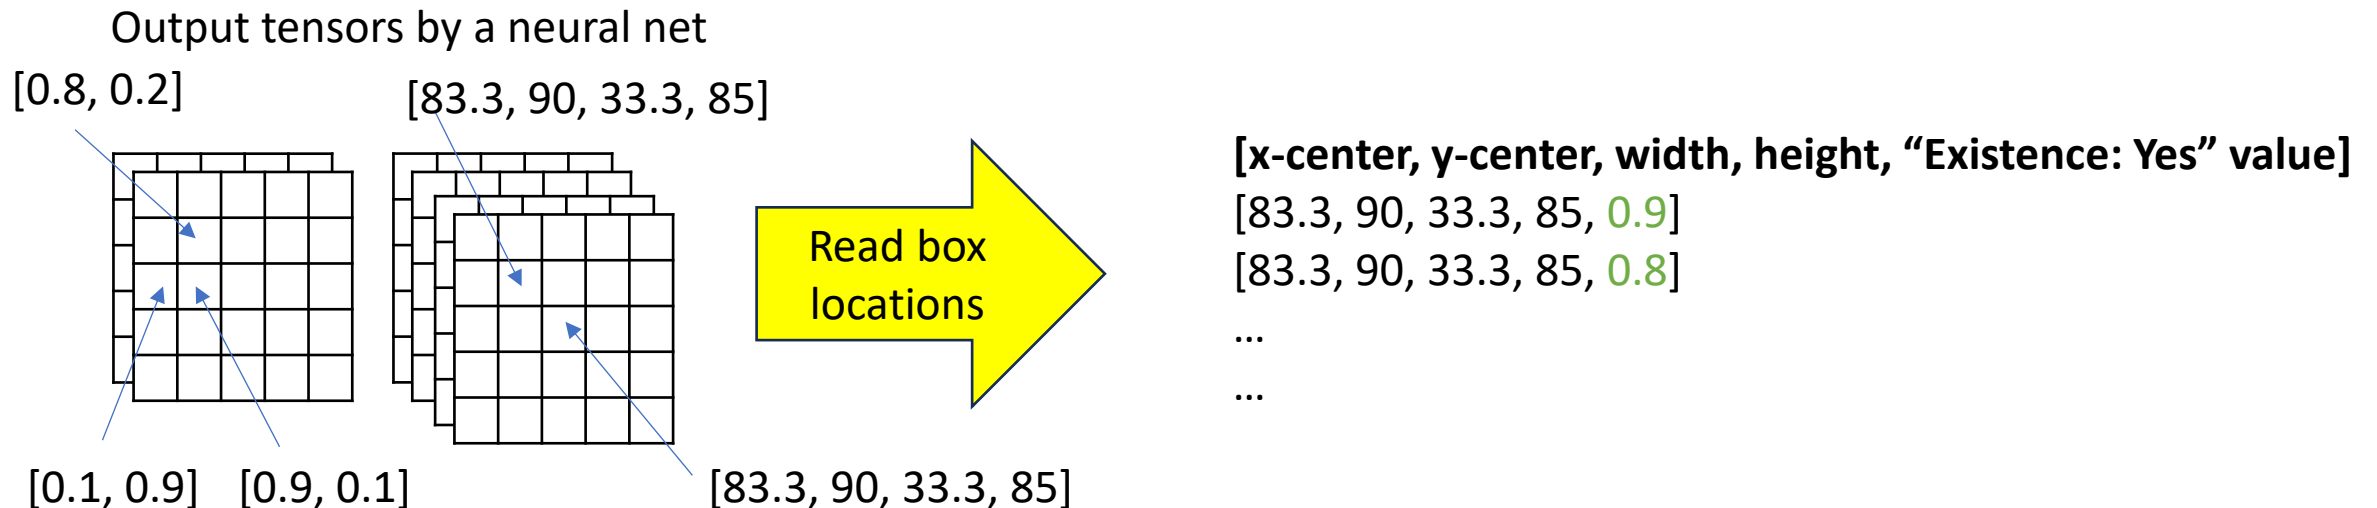 Output tensors by a neural net
[0.8, 0.2]
[83.3, 90, 33.3, 85]
[0.1, 0.9]
[0.9, 0.1]
[83.3, 90, 33.3, 85]
Read box
locations
[x-center, y-center, width, height, “Existence: Yes” value]
[83.3, 90, 33.3, 85, 0.9]
[83.3, 90, 33.3, 85, 0.8]
...
...